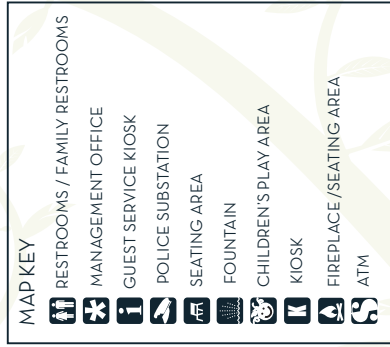 MAP KEY
RESTROOMS / FAMILY RESTROOMS
MANAGEMENT OFFICE
i GUEST SERVICE KIOSK
POLICE SUBSTATION
SEATING AREA
FOUNTAIN
CHILDREN'S PLAY AREA
K KIOSK
FIREPLACE /SEATING AREA
$ ATM